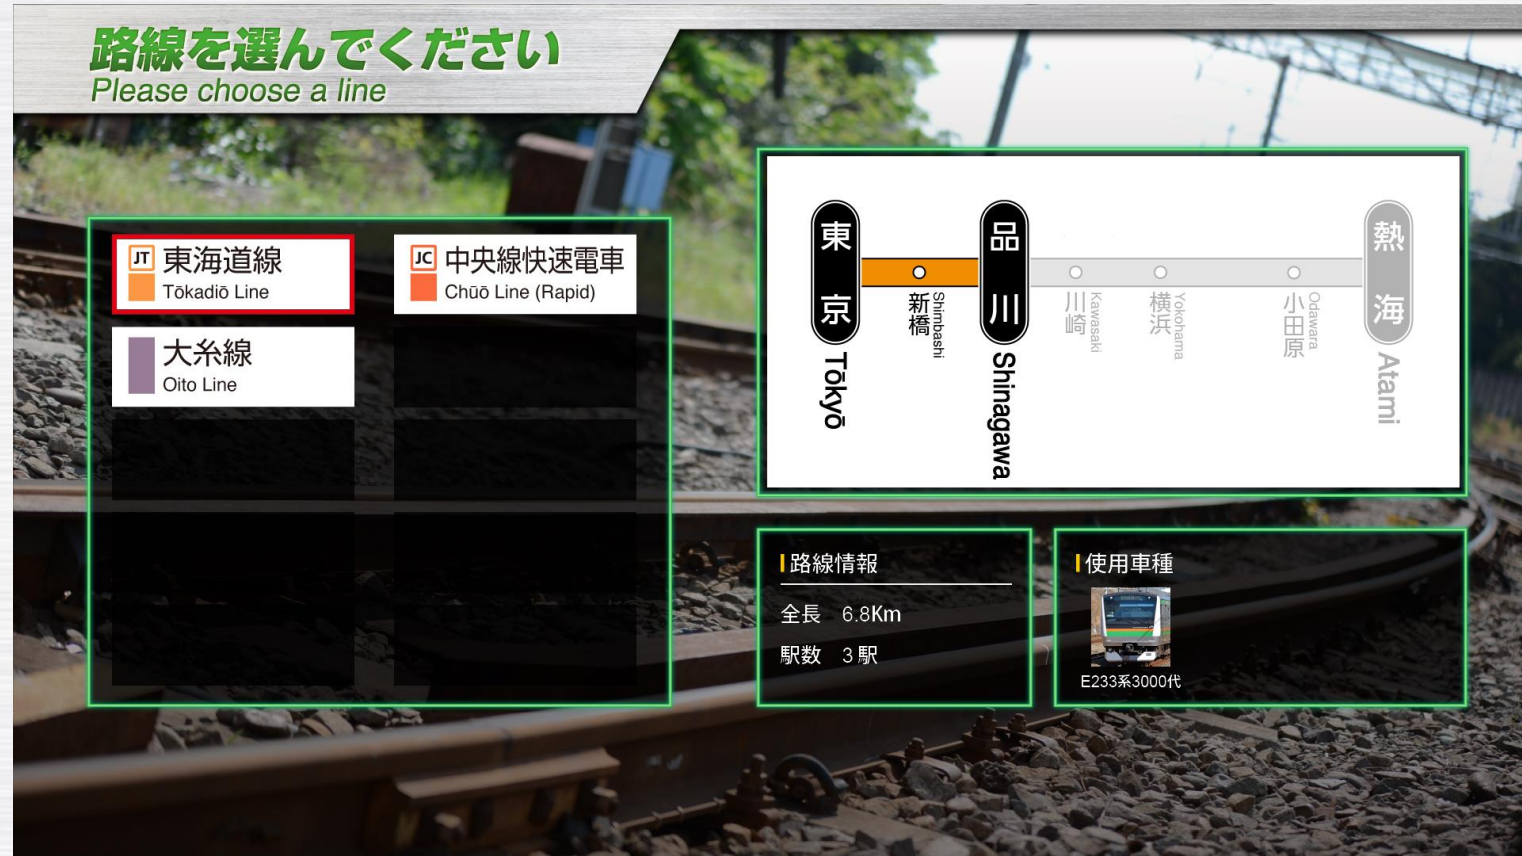 路線を選んでください
Please choose a line
JT 東海道線
Tōkadiō Line
JC 中央線快速電車
Chūō Line (Rapid)
大糸線
Oito Line
東京
Tōkyō
新橋
Shimbashi
品川
Shinagawa
川崎
Kawasaki
横浜
Yokohama
小田原
Odawara
熱海
Atami
路線情報
全長 6.8Km
駅数 3駅
使用車種
E233系3000代